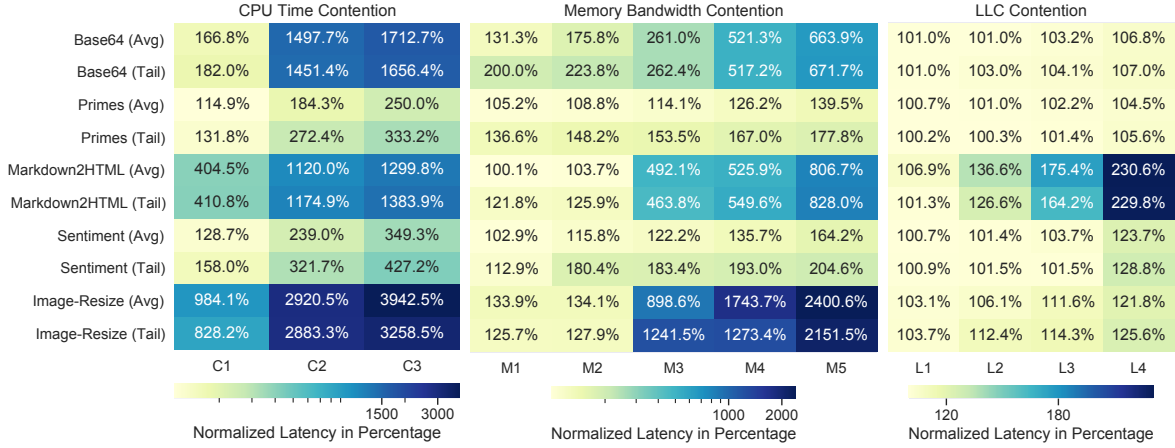 CPU Time Contention Memory Bandwidth Contention LLC Contention
Base64 (Avg) 166.8% 1497.7% 1712.7% 131.3% 175.8% 261.0% 521.3% 663.9% 101.0% 101.0% 103.2% 106.8%
Base64 (Tail) 182.0% 1451.4% 1656.4% 200.0% 223.8% 262.4% 517.2% 671.7% 101.0% 103.0% 104.1% 107.0%
Primes (Avg) 114.9% 184.3% 250.0% 105.2% 108.8% 114.1% 126.2% 139.5% 100.7% 101.0% 102.2% 104.5%
Primes (Tail) 131.8% 272.4% 333.2% 136.6% 148.2% 153.5% 167.0% 177.8% 100.2% 100.3% 101.4% 105.6%
Markdown2HTML (Avg) 404.5% 1120.0% 1299.8% 100.1% 103.7% 492.1% 525.9% 806.7% 106.9% 136.6% 175.4% 230.6%
Markdown2HTML (Tail) 410.8% 1174.9% 1383.9% 121.8% 125.9% 463.8% 549.6% 828.0% 101.3% 126.6% 164.2% 229.8%
Sentiment (Avg) 128.7% 239.0% 349.3% 102.9% 115.8% 122.2% 135.7% 164.2% 100.7% 101.4% 103.7% 123.7%
Sentiment (Tail) 158.0% 321.7% 427.2% 112.9% 180.4% 183.4% 193.0% 204.6% 100.9% 101.5% 101.5% 128.8%
Image-Resize (Avg) 984.1% 2920.5% 3942.5% 133.9% 134.1% 898.6% 1743.7% 2400.6% 103.1% 106.1% 111.6% 121.8%
Image-Resize (Tail) 828.2% 2883.3% 3258.5% 125.7% 127.9% 1241.5% 1273.4% 2151.5% 103.7% 112.4% 114.3% 125.6%
C1 C2 C3 M1 M2 M3 M4 M5 L1 L2 L3 L4
1500 3000 1000 2000 120 180
Normalized Latency in Percentage Normalized Latency in Percentage Normalized Latency in Percentage